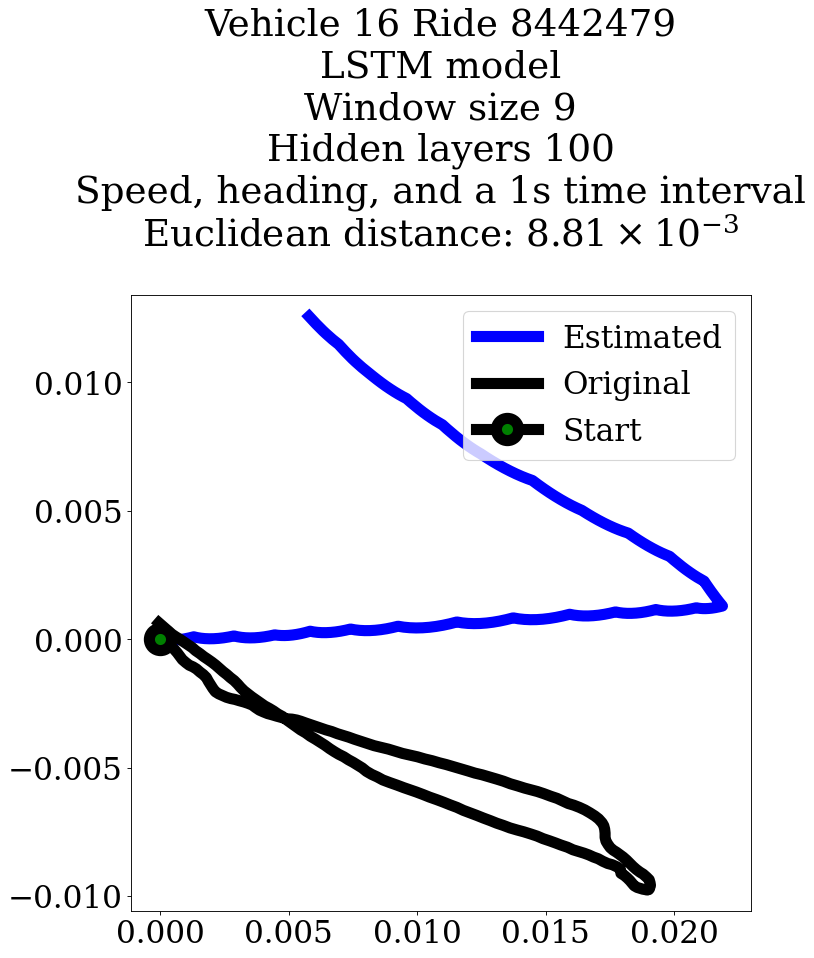 Vehicle 16 Ride 8442479
LSTM model
Window size 9
Hidden layers 100
Speed, heading, and a 1s time interval
Euclidean distance: 8.81 × 10⁻³
Estimated
Original
Start
0.010
0.005
0.000
−0.005
−0.010
0.000 0.005 0.010 0.015 0.020